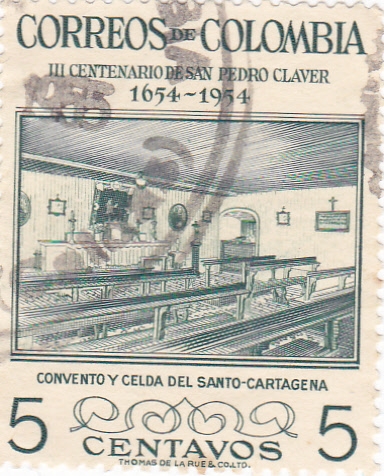 CORREOS DE COLOMBIA
III CENTENARIO DE SAN PEDRO CLAVER
1654~1954
1955
CONVENTO Y CELDA DEL SANTO-CARTAGENA
5 CENTAVOS 5
THOMAS DE LA RUE & CO. LTD.